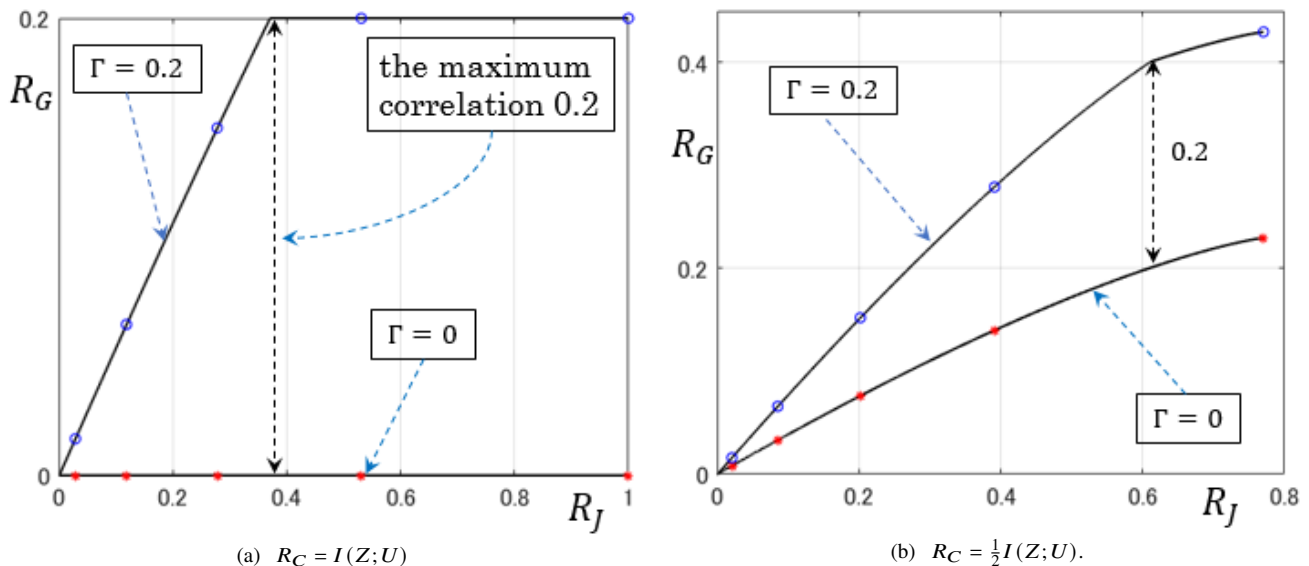 0.2
Γ = 0.2
the maximum
correlation 0.2
R_G
Γ = 0
0
0 0.2 0.4 0.6 0.8 1
R_J
(a) R_C = I(Z;U)
0.4
Γ = 0.2
R_G
0.2
0.2
Γ = 0
0
0 0.2 0.4 0.6 0.8
R_J
(b) R_C = ½I(Z;U).